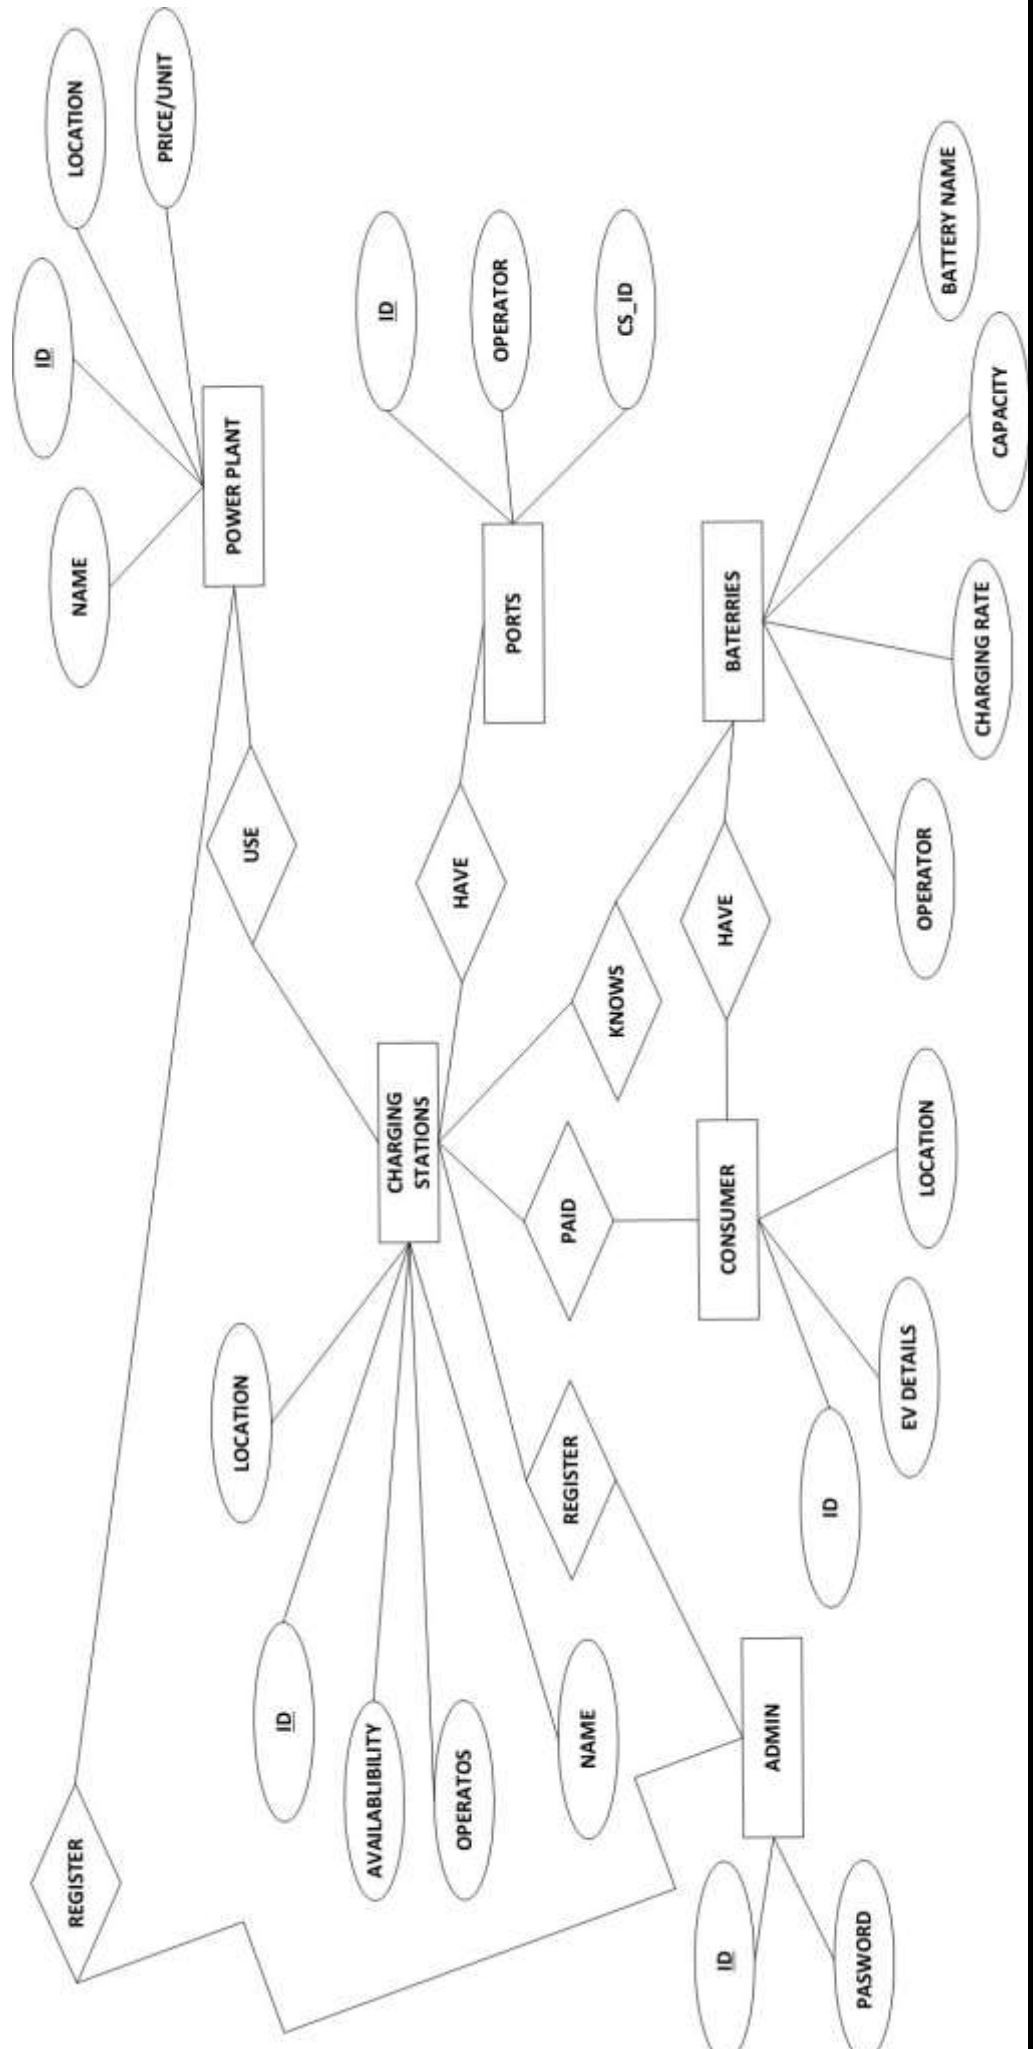 ID
REGISTER
NAME
LOCATION
PRICE/UNIT
POWER PLANT
LOCATION
USE
ID
AVAILABLIBILITY
ID
CHARGING
STATIONS
OPERATOS
HAVE
OPERATOR
PORTS
REGISTER
PAID
NAME
KNOWS
CS_ID
ID
CONSUMER
HAVE
BATERRIES
ADMIN
ID
PASWORD
EV DETAILS
LOCATION
OPERATOR
BATTERY NAME
CHARGING RATE
CAPACITY